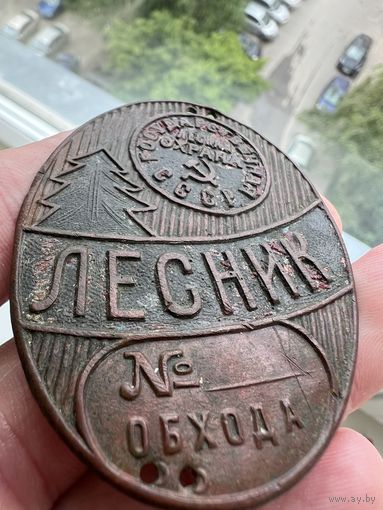 ГОСУДАРСТВЕННАЯ
ЛЕСНАЯ
ОХРАНА
СССР
ЛЕСНИК
№
ОБХОДА
www.ay.by